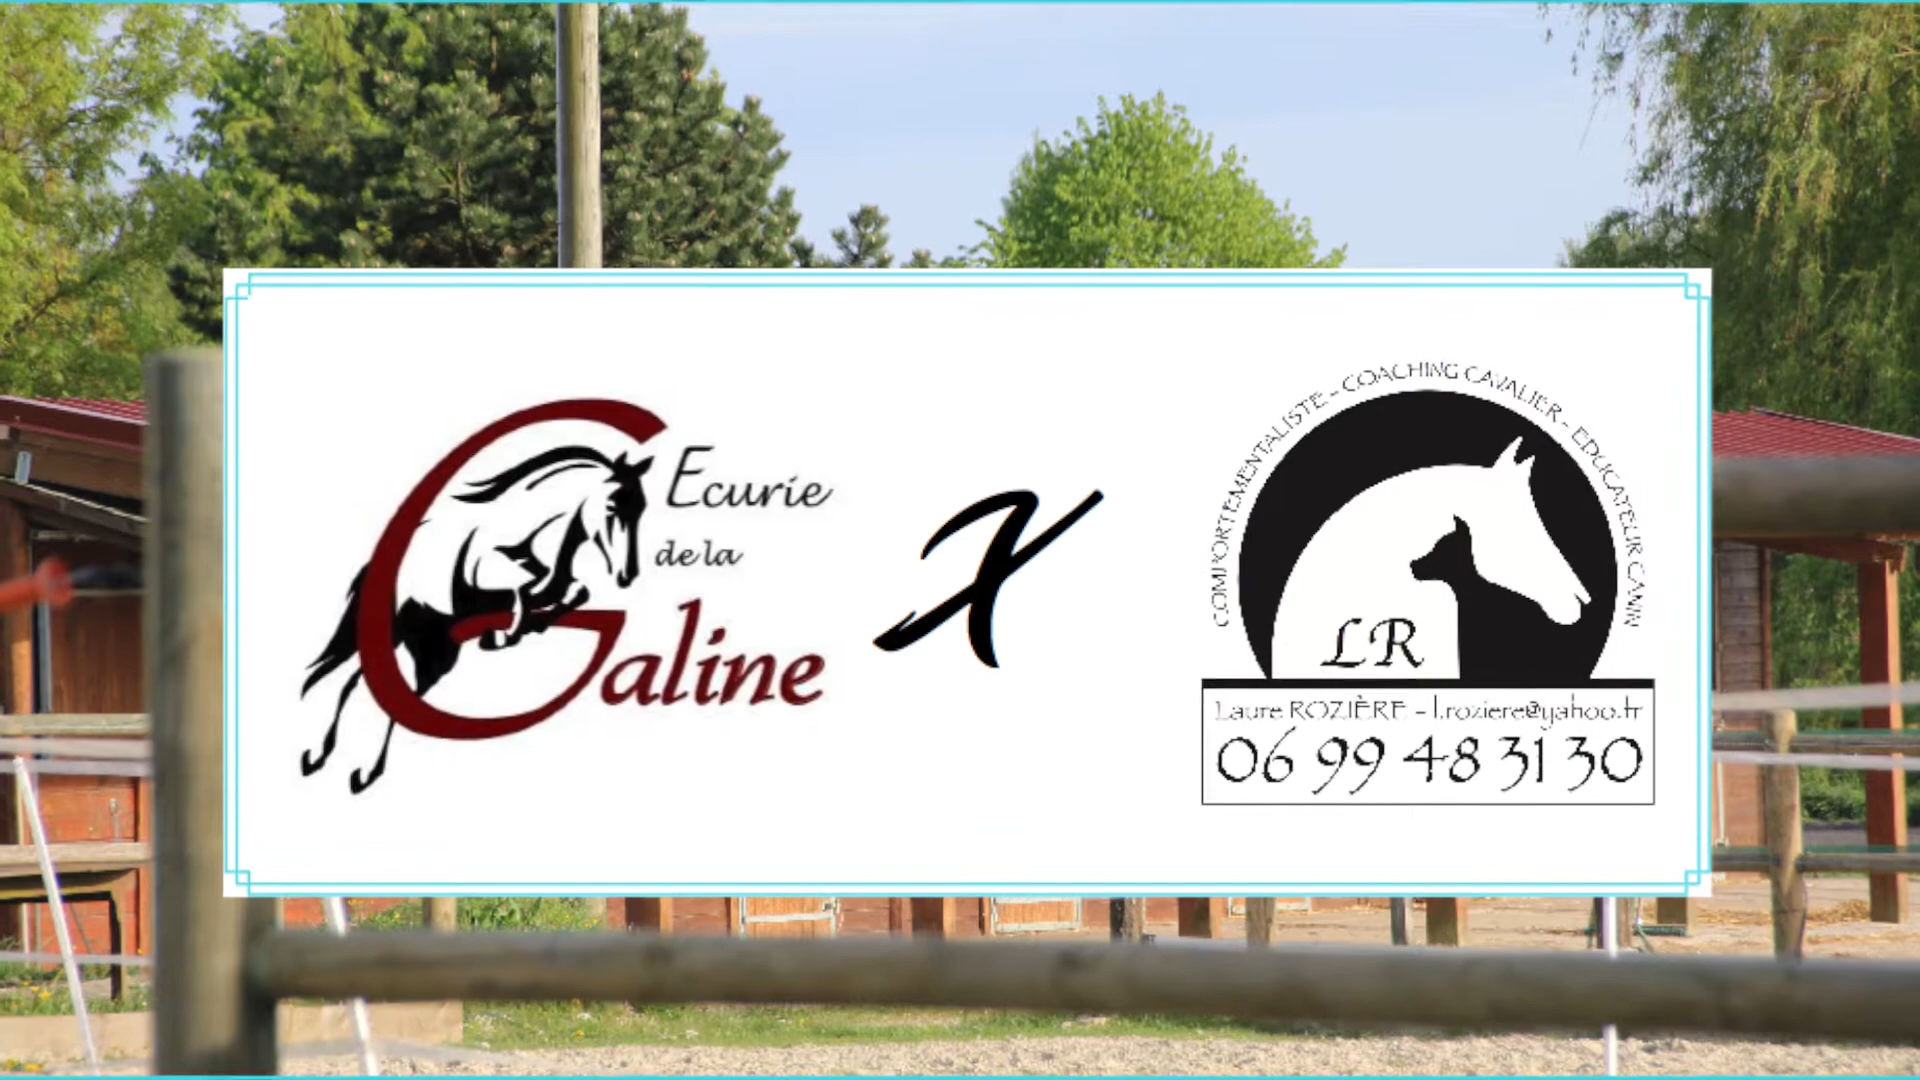 Ecurie
de la
Galine
X
COMPORTEMENTALISTE - COACHING CAVALIER - EDUCATEUR CANIN
LR
Laure ROZIÈRE - l.roziere@yahoo.fr
06 99 48 31 30